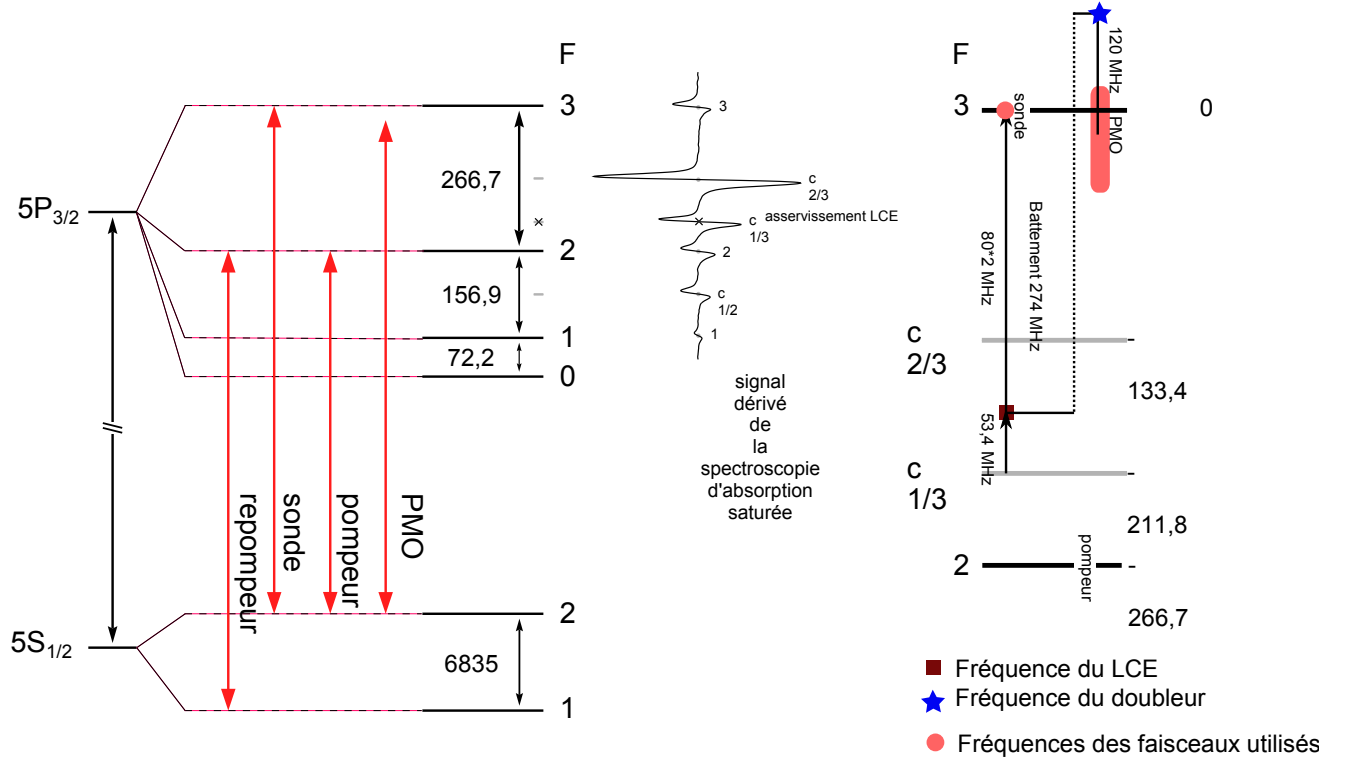 F
3
266,7
5P3/2
2
156,9
1
72,2
0
repompeur
sonde
pompeur
PMO
2
5S1/2
6835
1
3
c
2/3
asservissement LCE
c
1/3
2
c
1/2
1
signal
dérivé
de
la
spectroscopie
d'absorption
saturée
F
120 MHz
3
sonde
PMO
0
Battement 274 MHz
80*2 MHz
c
2/3
-
133,4
53,4 MHz
c
1/3
-
211,8
2
pompeur
-
266,7
Fréquence du LCE
Fréquence du doubleur
Fréquences des faisceaux utilisés